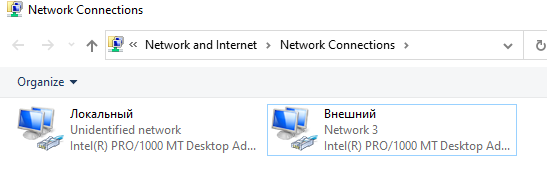 Network Connections
« Network and Internet > Network Connections >
Organize
Локальный
Unidentified network
Intel(R) PRO/1000 MT Desktop Ad...
Внешний
Network 3
Intel(R) PRO/1000 MT Desktop Ad...